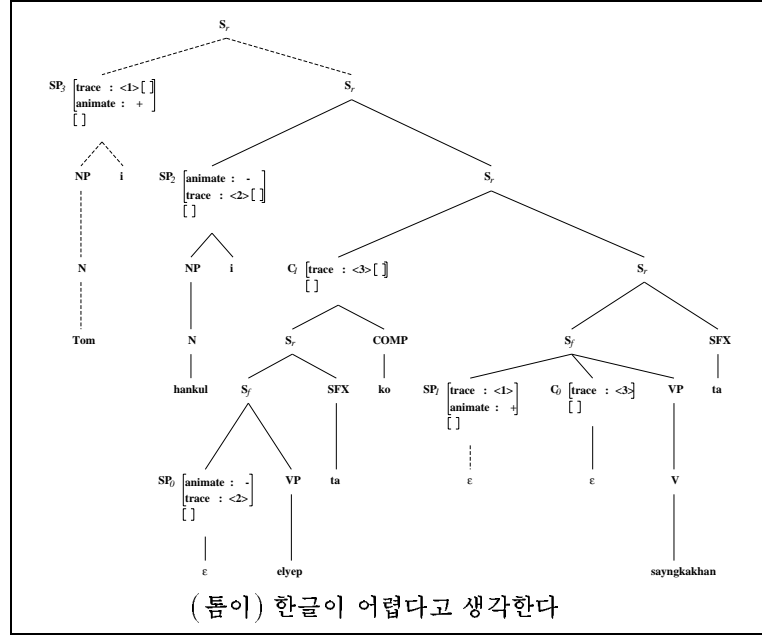 Sr
SP3 [trace : <1>[ ]
Sr
animate : +]
[ ]
NP i SP2 [animate : - Sr
trace : <2>[ ]]
[ ]
N NP i C1 [trace : <3>[ ]] Sr
[ ]
Tom N Sr COMP Sf SFX
hankul Sf SFX ko SP1 [trace : <1> C0 [trace : <3>] VP ta
animate : +] [ ]
[ ]
SP0 [animate : - VP ta ε ε V
trace : <2>]
[ ]
ε elyep sayngkakhan
(톰이) 한글이 어렵다고 생각한다